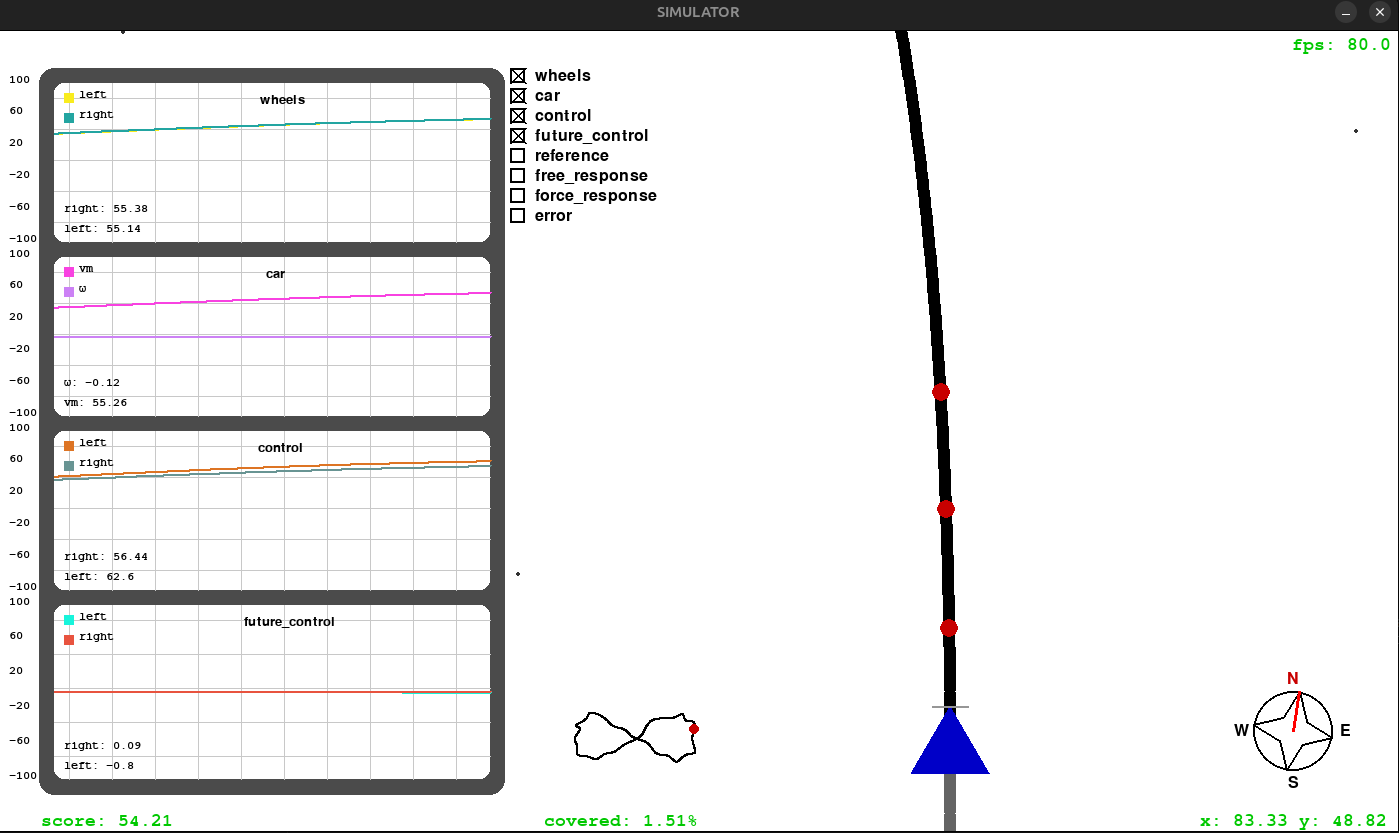 SIMULATOR
fps: 80.0
100
60
20
-20
-60
-100
wheels
left
right
right: 55.38
left: 55.14
100
60
20
-20
-60
-100
car
vm
ω
ω: -0.12
vm: 55.26
100
60
20
-20
-60
-100
control
left
right
right: 56.44
left: 62.6
100
60
20
-20
-60
-100
future_control
left
right
right: 0.09
left: -0.8
wheels
car
control
future_control
reference
free_response
force_response
error
N
W
E
S
score: 54.21
covered: 1.51%
x: 83.33 y: 48.82